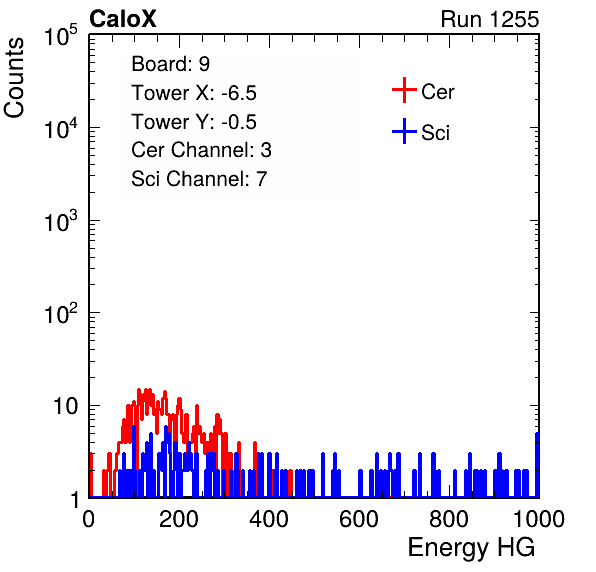 CaloX Run 1255
Counts
Board: 9
Tower X: -6.5
Tower Y: -0.5
Cer Channel: 3
Sci Channel: 7
Cer
Sci
10^5
10^4
10^3
10^2
10
1
0 200 400 600 800 1000
Energy HG